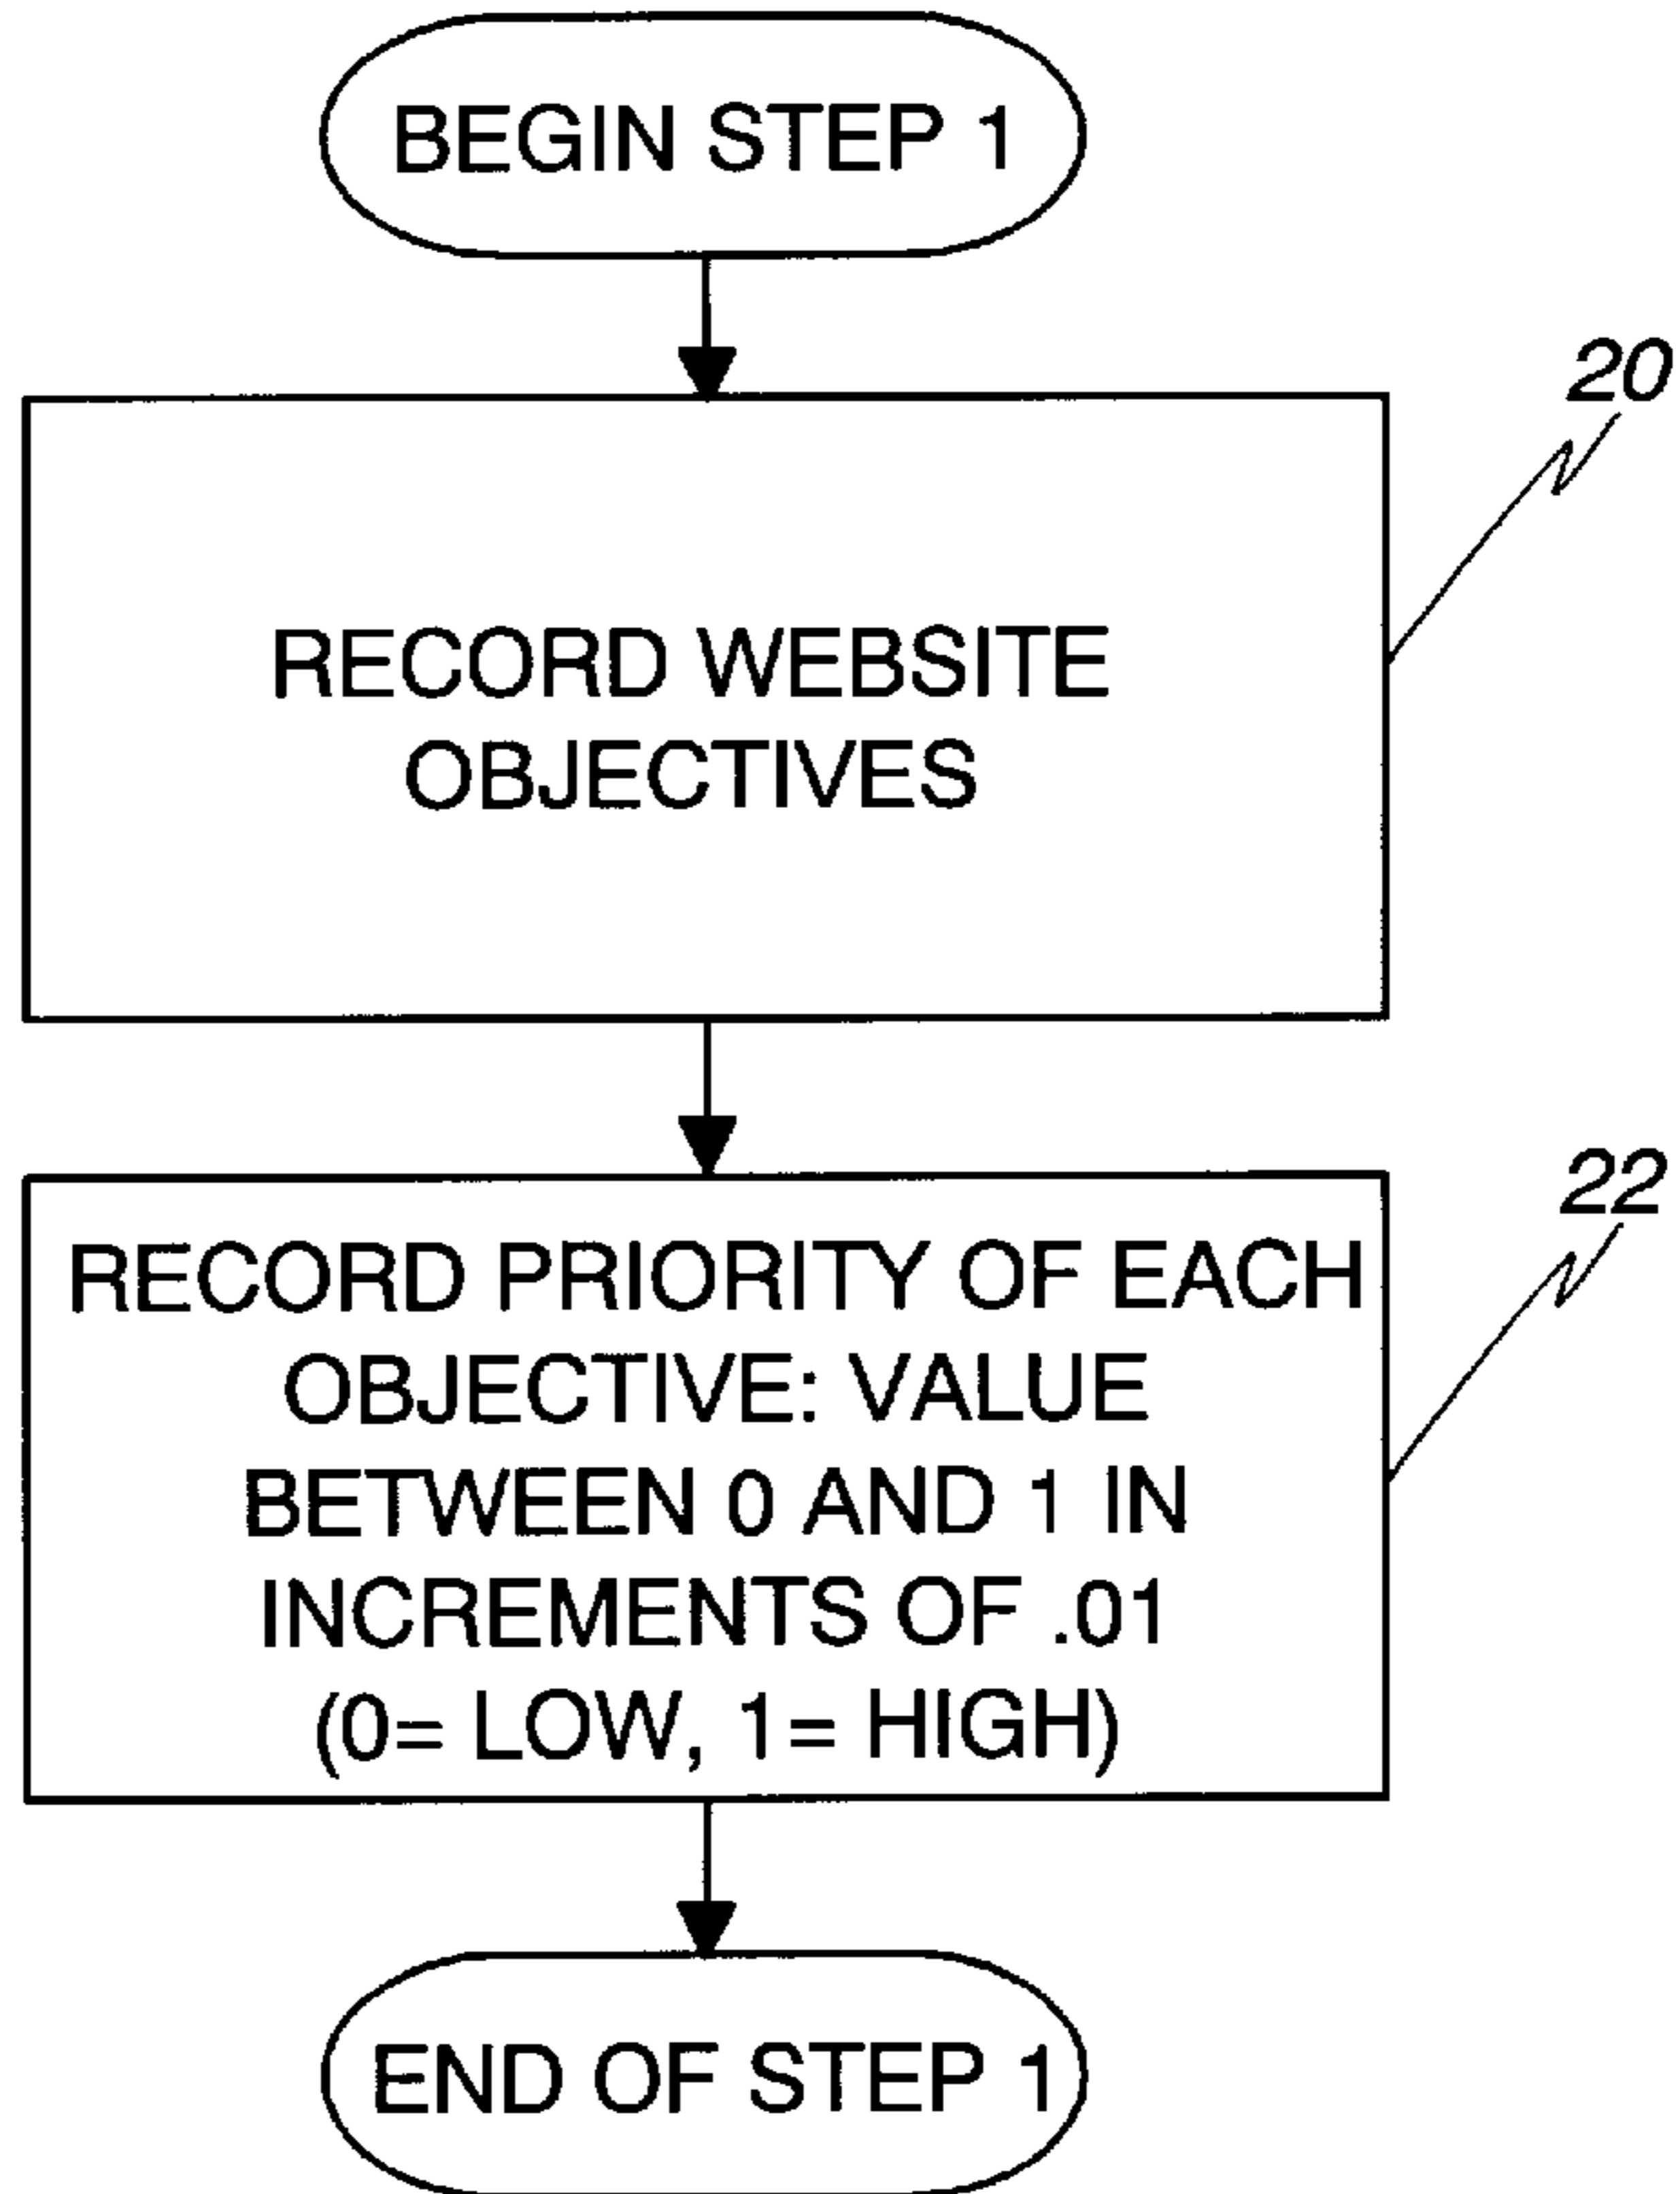 BEGIN STEP 1
20
RECORD WEBSITE
OBJECTIVES
22
RECORD PRIORITY OF EACH
OBJECTIVE: VALUE
BETWEEN 0 AND 1 IN
INCREMENTS OF .01
(0= LOW, 1= HIGH)
END OF STEP 1